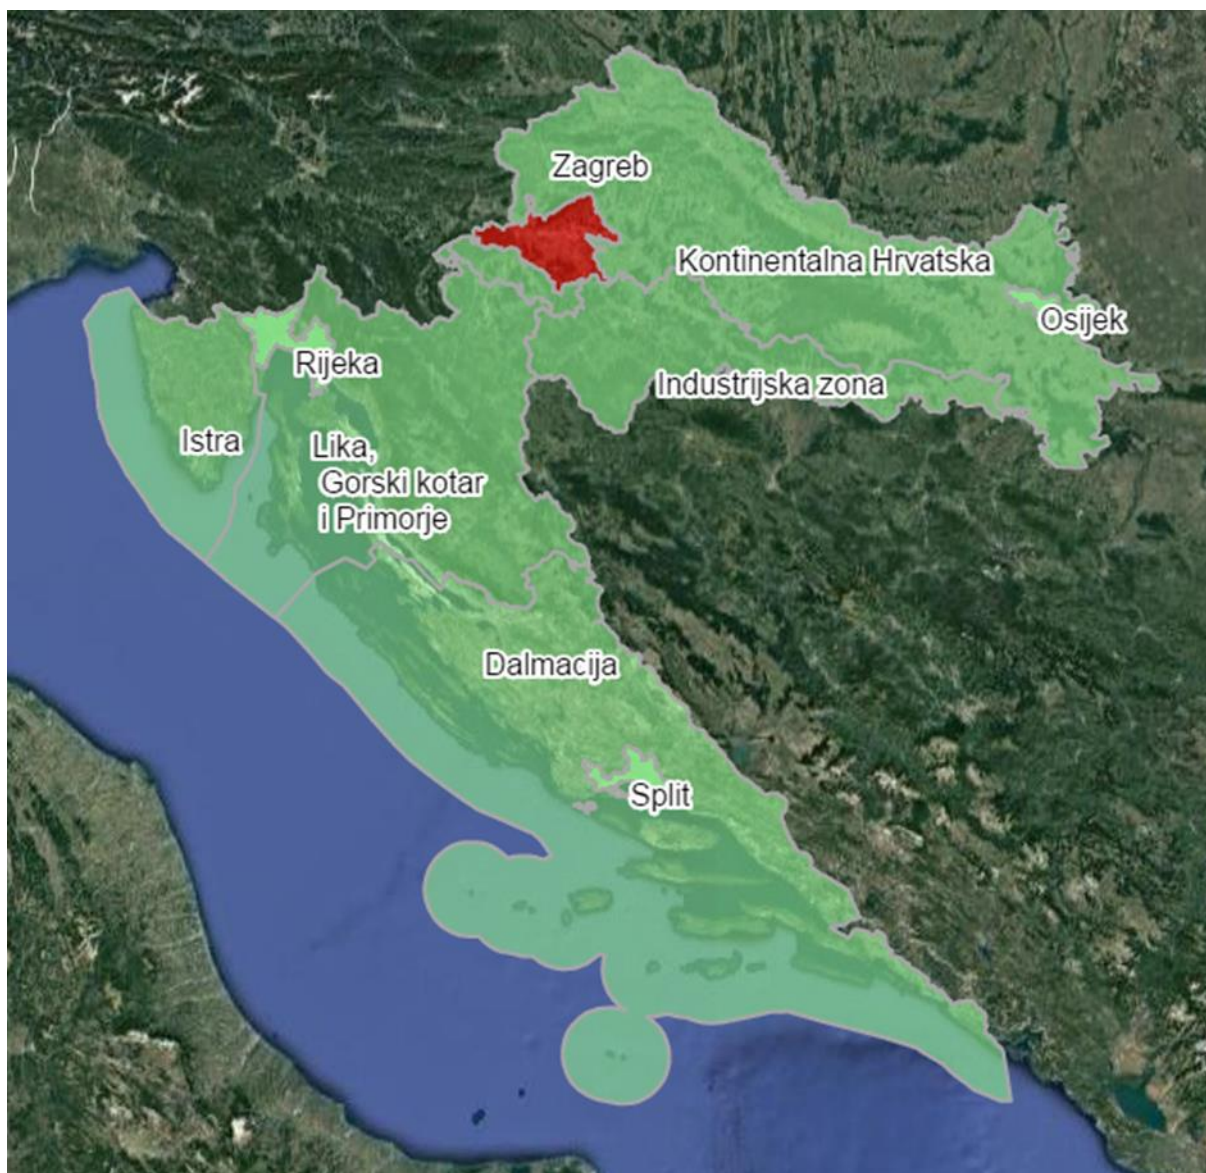 Zagreb
Kontinentalna Hrvatska
Osijek
Rijeka
Industrijska zona
Istra
Lika,
Gorski kotar
i Primorje
Dalmacija
Split